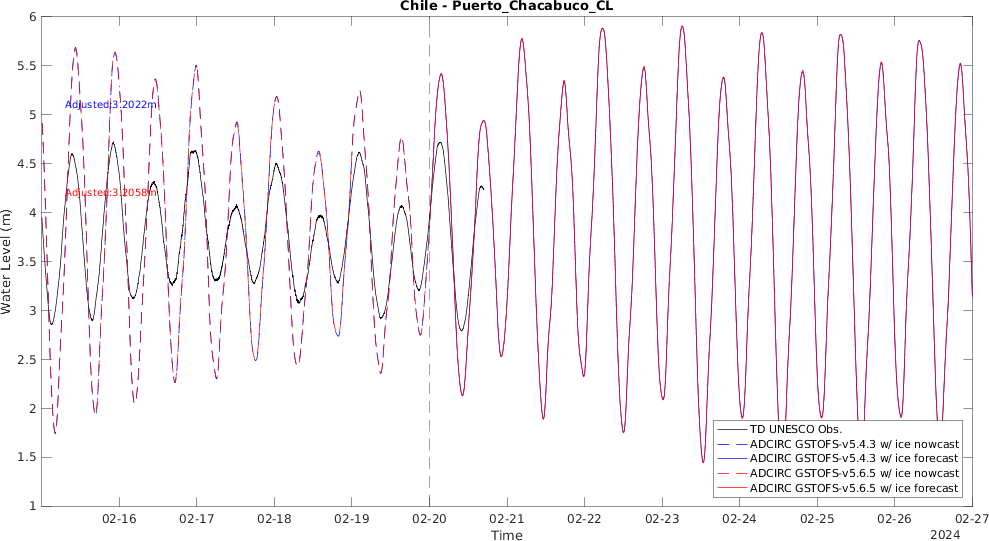 Chile - Puerto_Chacabuco_CL
6
5.5
5
4.5
4
3.5
3
2.5
2
1.5
1
Water Level (m)
Adjusted:3.2022m
Adjusted:3.2058m
TD UNESCO Obs.
ADCIRC GSTOFS-v5.4.3 w/ ice nowcast
ADCIRC GSTOFS-v5.4.3 w/ ice forecast
ADCIRC GSTOFS-v5.6.5 w/ ice nowcast
ADCIRC GSTOFS-v5.6.5 w/ ice forecast
02-16 02-17 02-18 02-19 02-20 02-21 02-22 02-23 02-24 02-25 02-26 02-27
Time
2024